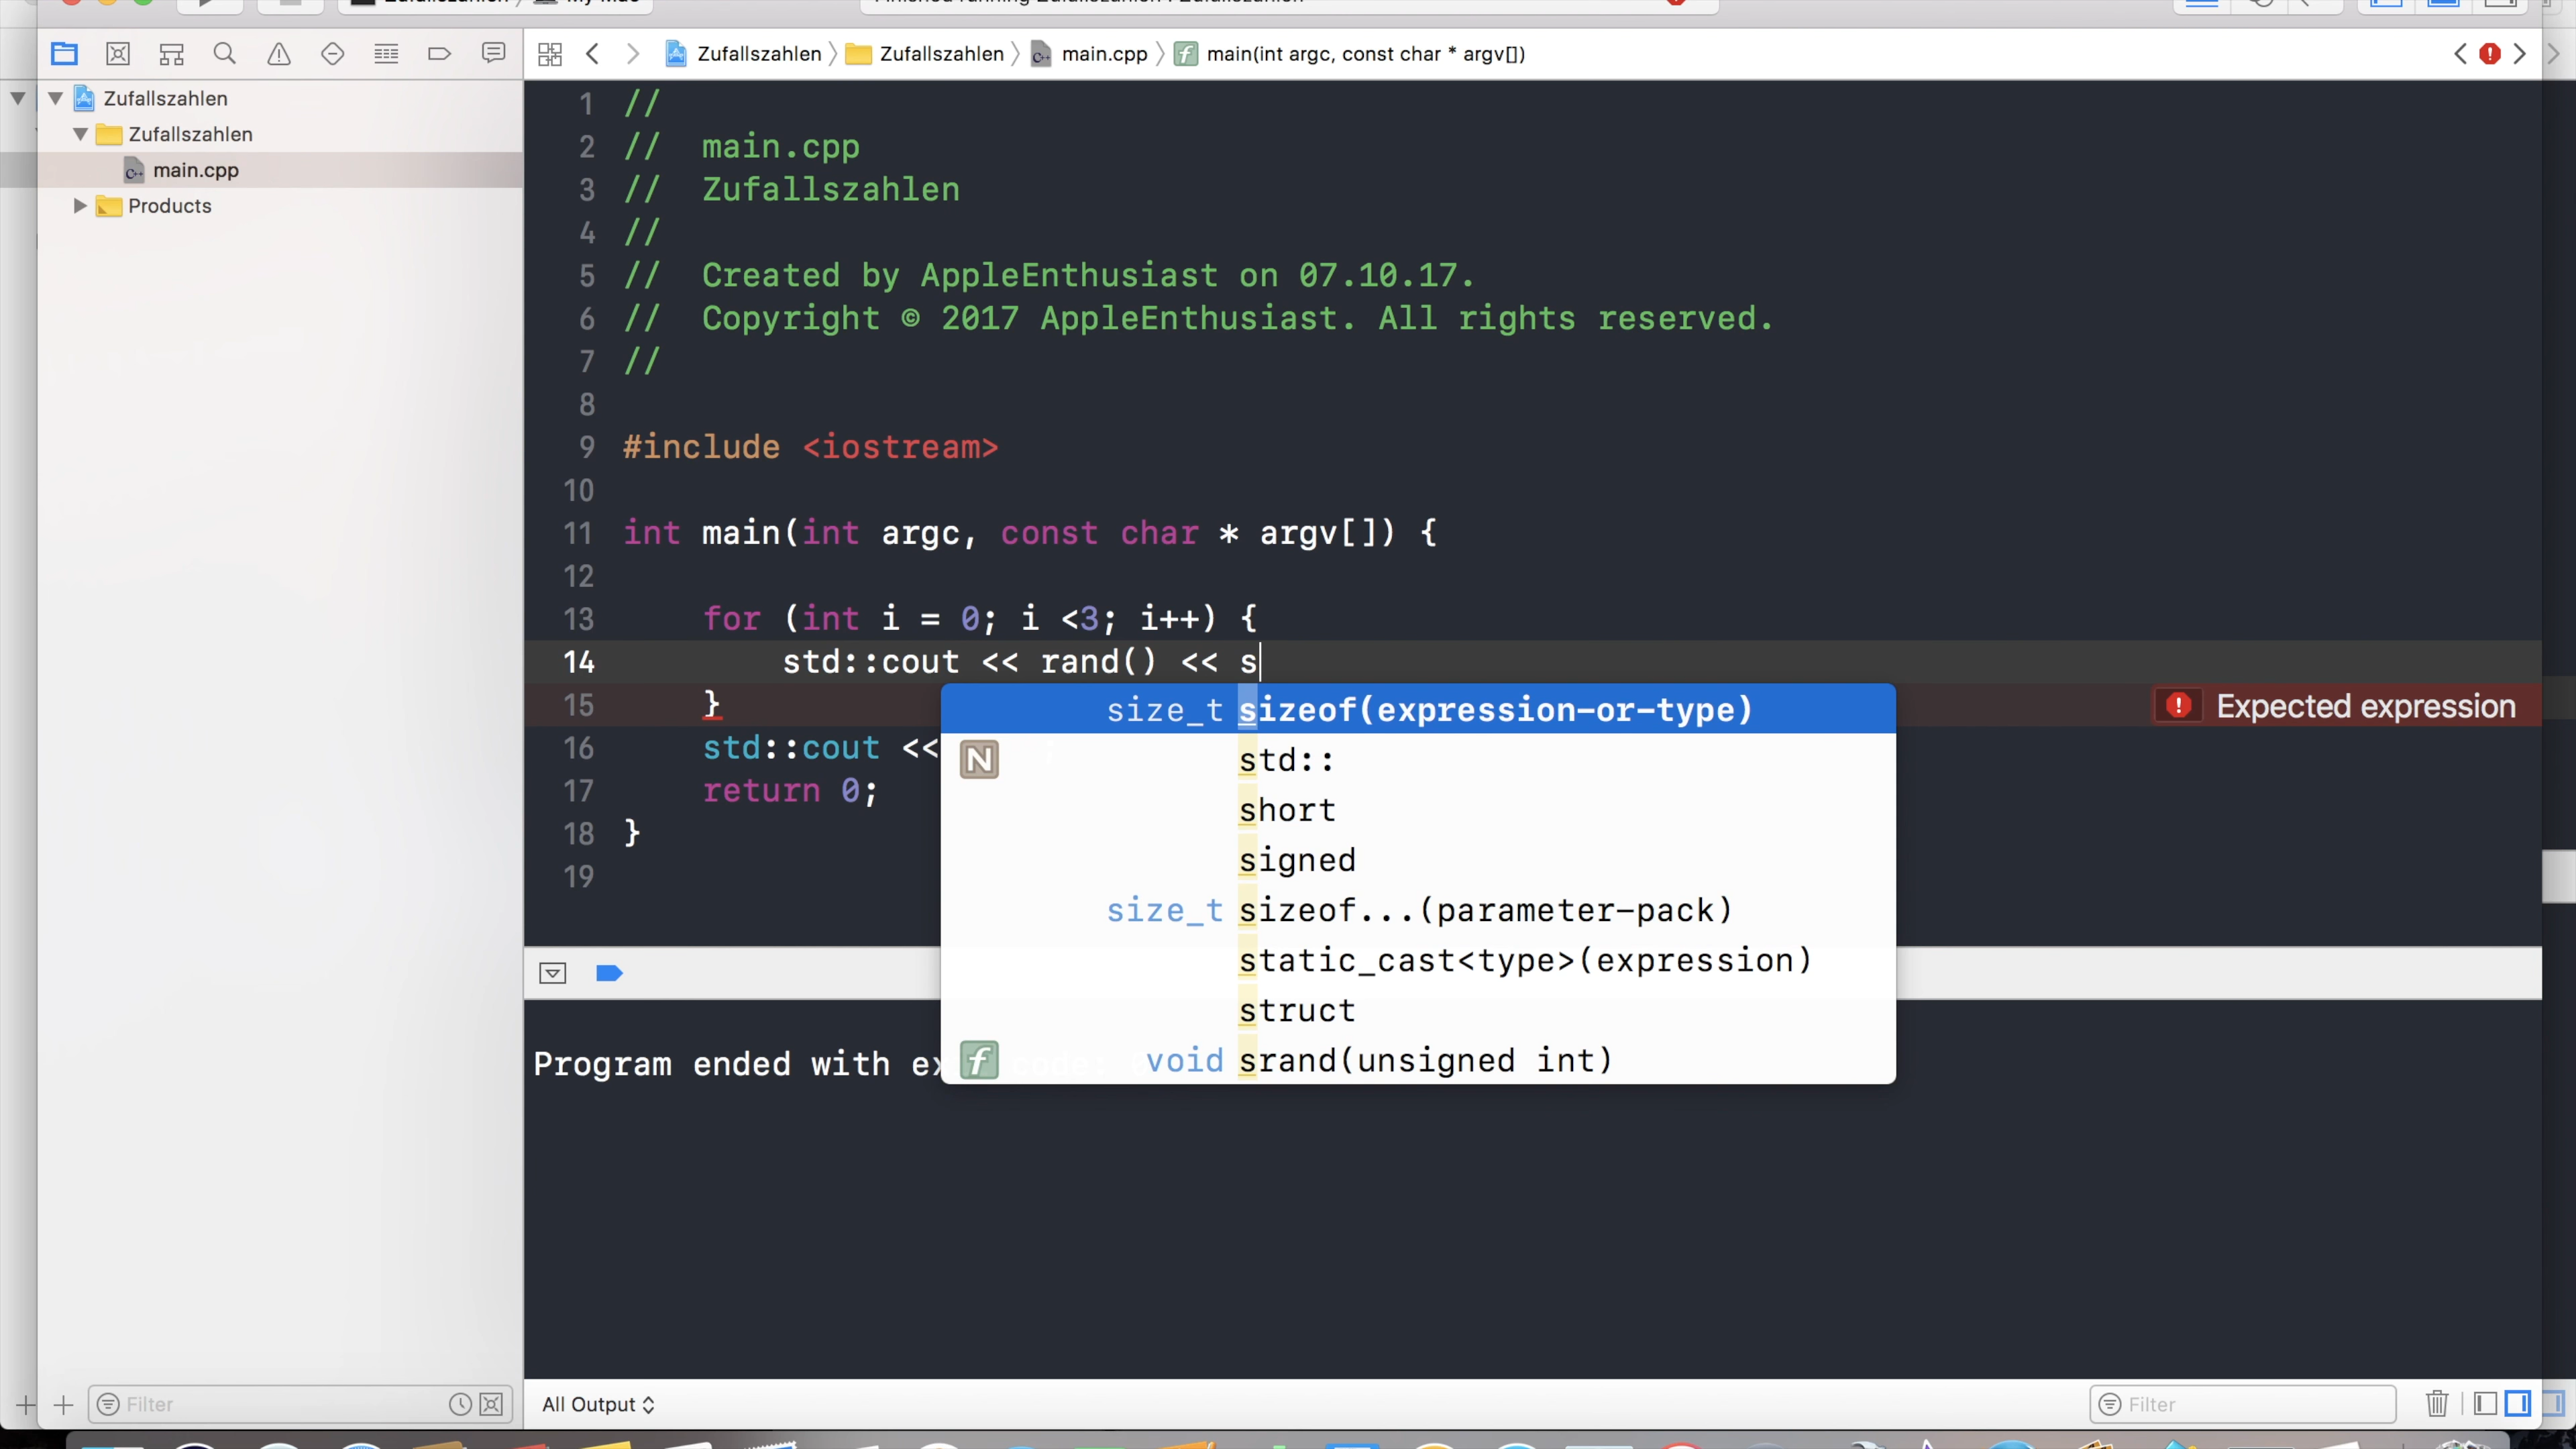 Zufallszahlen
Zufallszahlen
main.cpp
main(int argc, const char * argv[])
Zufallszahlen
Zufallszahlen
main.cpp
Products
1 //
2 // main.cpp
3 // Zufallszahlen
4 //
5 // Created by AppleEnthusiast on 07.10.17.
6 // Copyright © 2017 AppleEnthusiast. All rights reserved.
7 //
8
9 #include <iostream>
10
11 int main(int argc, const char * argv[]) {
12
13 for (int i = 0; i <3; i++) {
14 std::cout << rand() << s
15 }
Expected expression
16 std::cout <<
17 return 0;
18 }
19
size_t sizeof(expression-or-type)
N std::
short
signed
size_t sizeof...(parameter-pack)
static_cast<type>(expression)
struct
f void srand(unsigned int)
Program ended with
Filter
All Output
Filter